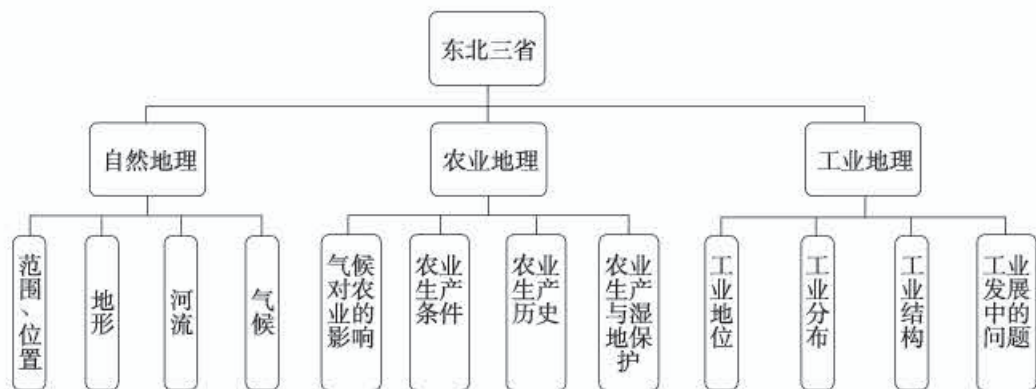 东北三省
自然地理
农业地理
工业地理
范围、位置
地形
河流
气候
气候
对农
业的
影响
农业
生产
条件
农业
生产
历史
农业
生产
与湿
地保
护
工业地位
工业分布
工业结构
工业
发展
中的
问题